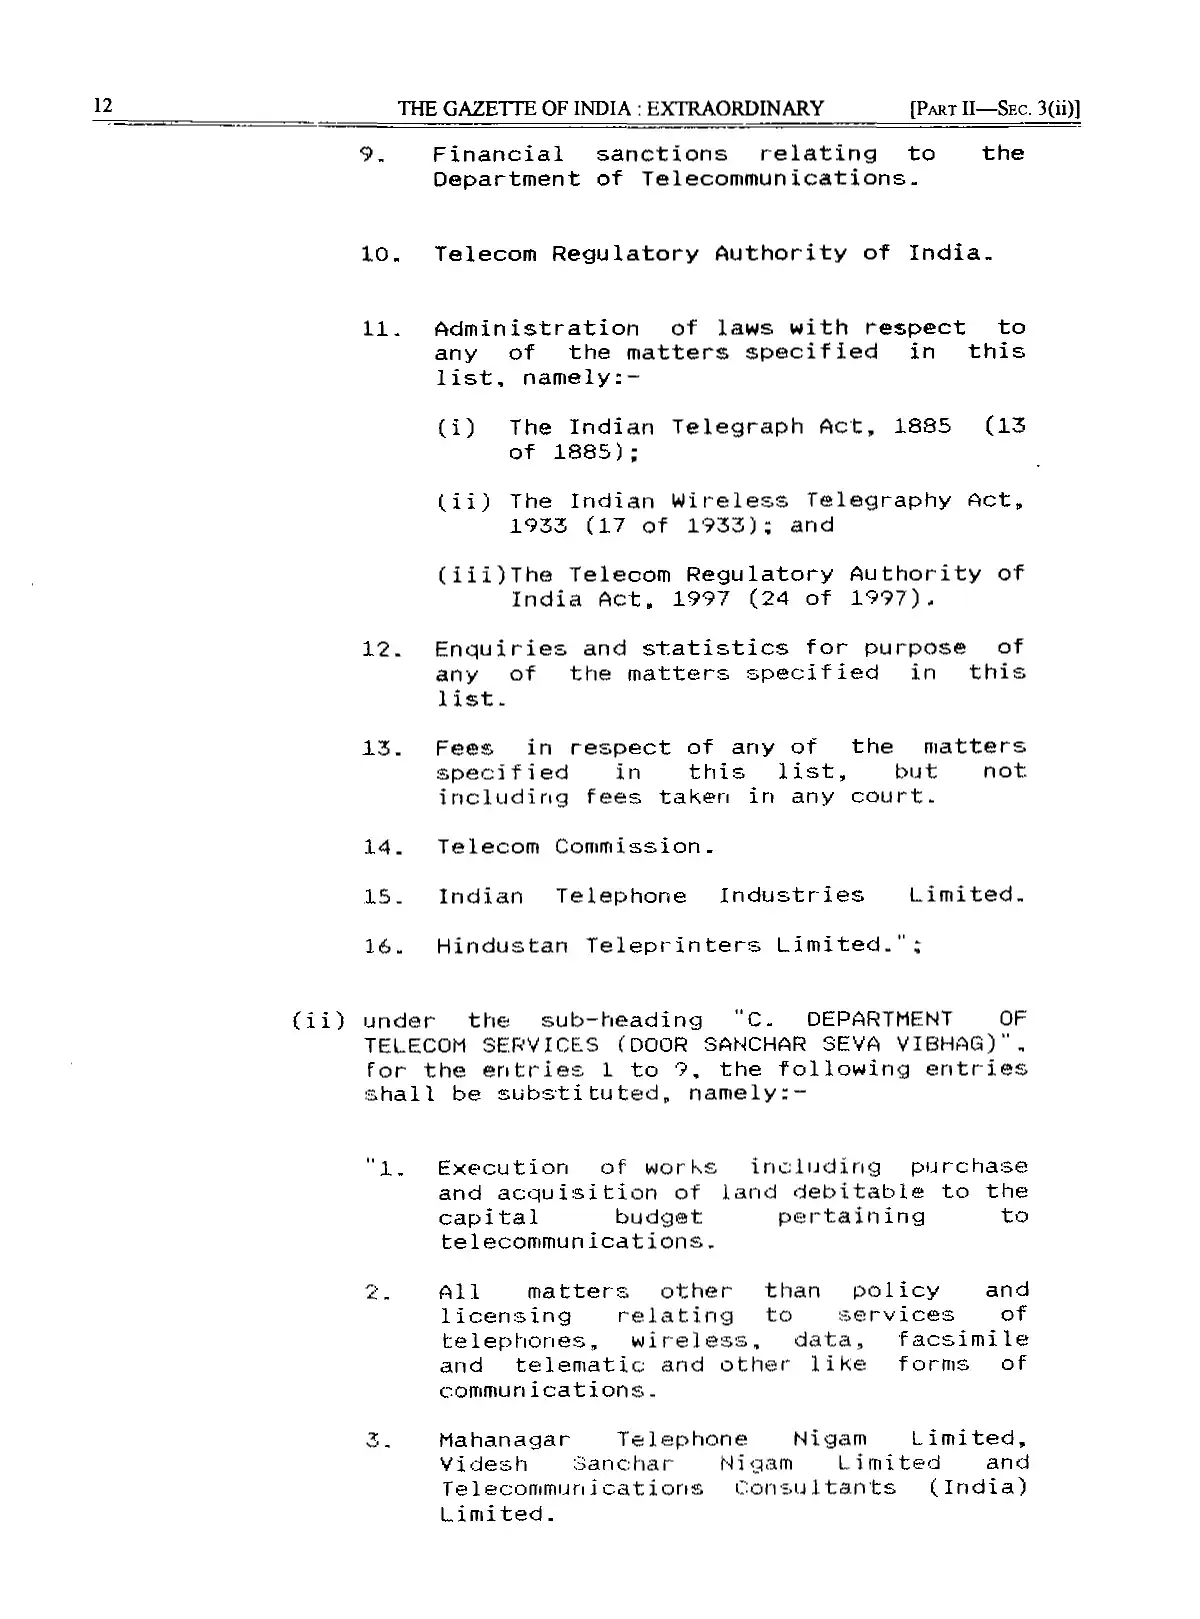 12 THE GAZETTE OF INDIA : EXTRAORDINARY [PART II—SEC. 3(ii)]
9. Financial sanctions relating to the
Department of Telecommunications.
10. Telecom Regulatory Authority of India.
11. Administration of laws with respect to
any of the matters specified in this
list, namely:-
(i) The Indian Telegraph Act, 1885 (13
of 1885);
(ii) The Indian Wireless Telegraphy Act,
1933 (17 of 1933); and
(iii)The Telecom Regulatory Authority of
India Act, 1997 (24 of 1997).
12. Enquiries and statistics for purpose of
any of the matters specified in this
list.
13. Fees in respect of any of the matters
specified in this list, but not
including fees taken in any court.
14. Telecom Commission.
15. Indian Telephone Industries Limited.
16. Hindustan Teleprinters Limited.";
(ii) under the sub-heading "C. DEPARTMENT OF
TELECOM SERVICES (DOOR SANCHAR SEVA VIBHAG)",
for the entries 1 to 9, the following entries
shall be substituted, namely:-
"1. Execution of works including purchase
and acquisition of land debitable to the
capital budget pertaining to
telecommunications.
2. All matters other than policy and
licensing relating to services of
telephones, wireless, data, facsimile
and telematic and other like forms of
communications.
3. Mahanagar Telephone Nigam Limited,
Videsh Sanchar Nigam Limited and
Telecommunications Consultants (India)
Limited.